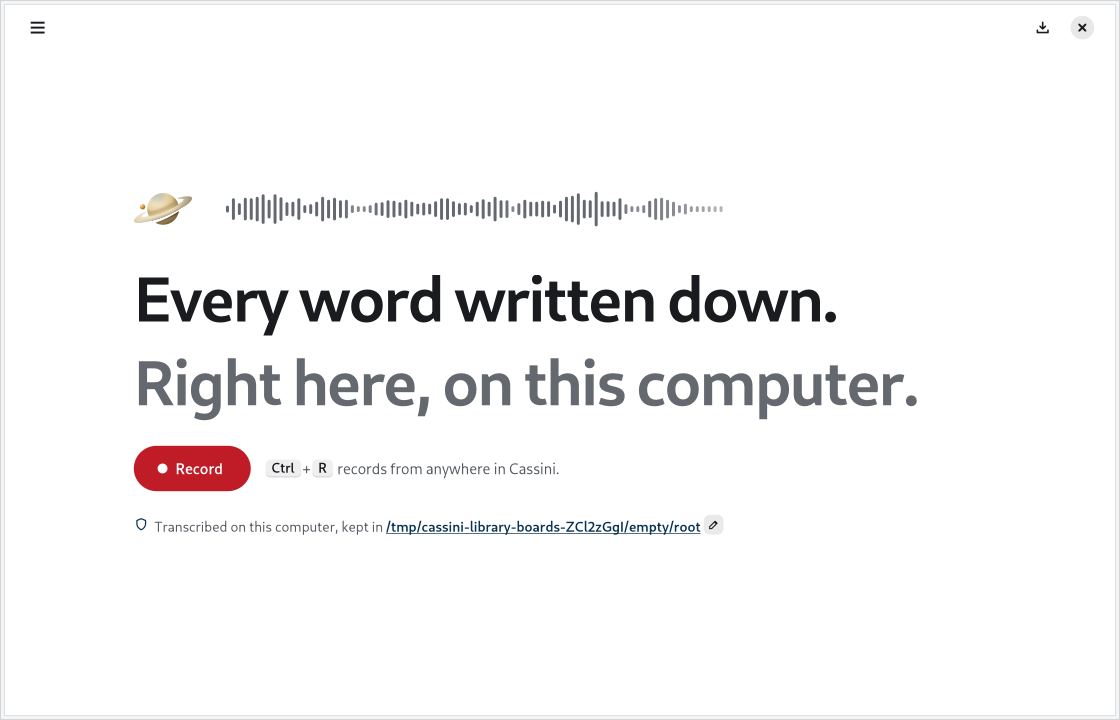 Every word written down.
Right here, on this computer.
Record
Ctrl + R records from anywhere in Cassini.
Transcribed on this computer, kept in /tmp/cassini-library-boards-ZCl2zGgI/empty/root